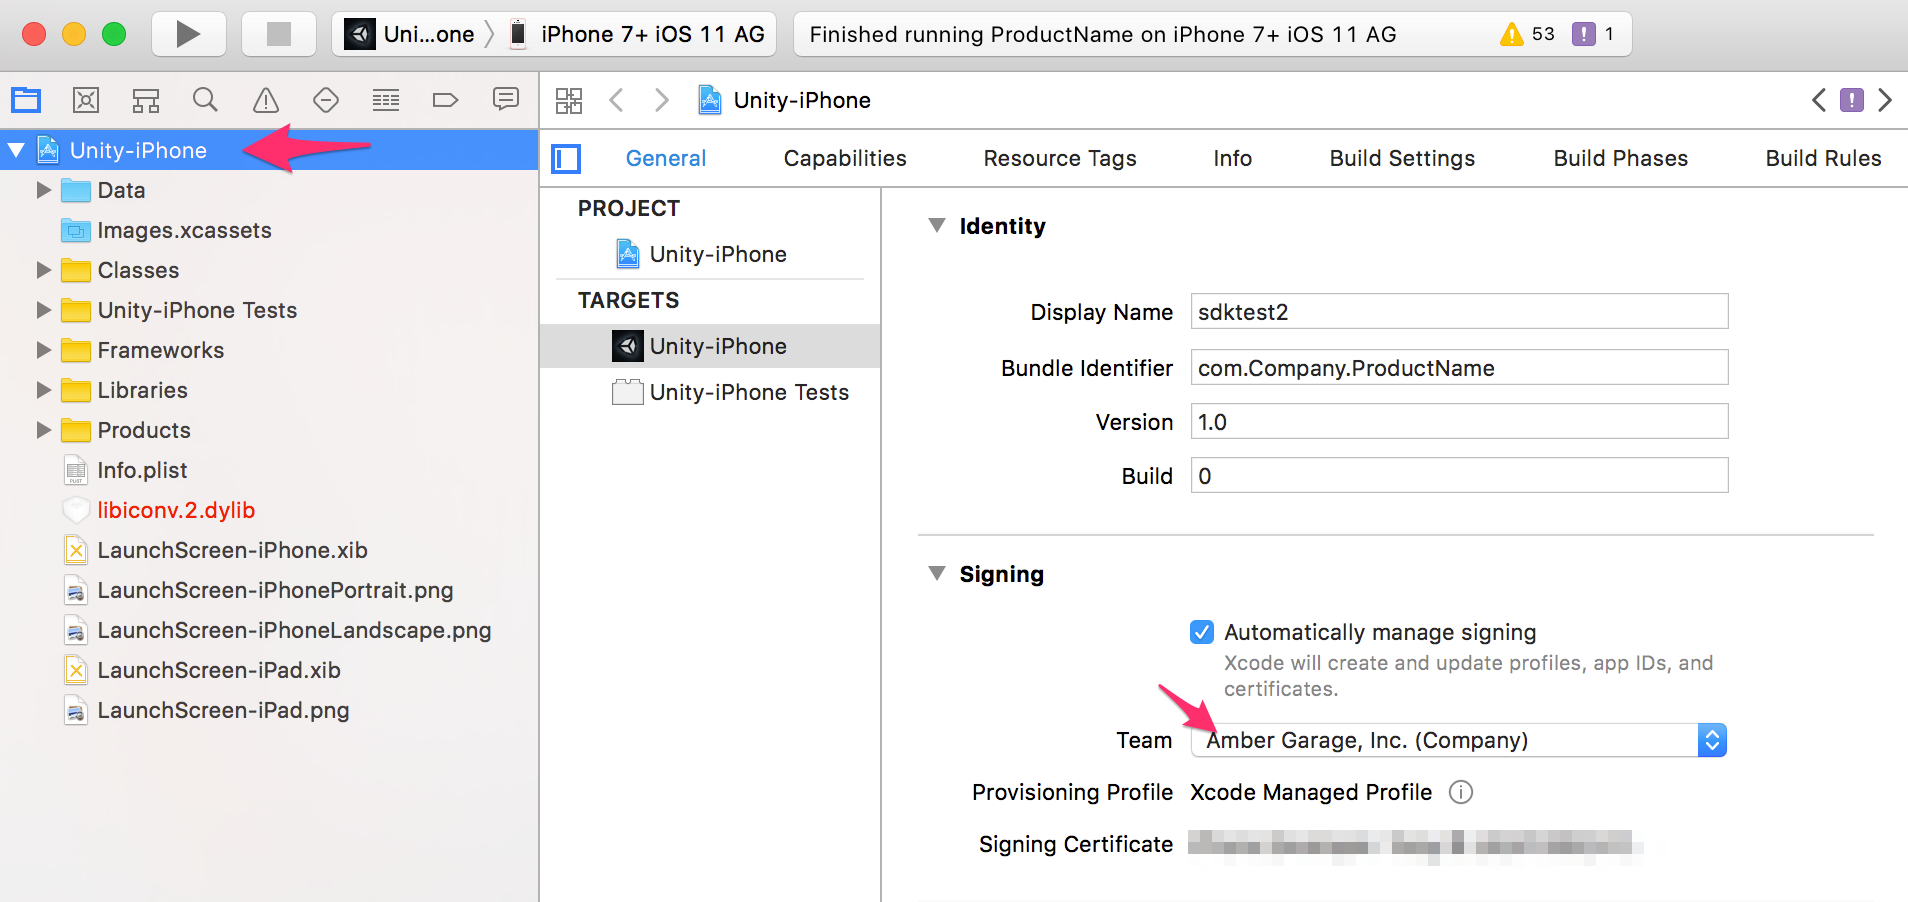 Uni...one
iPhone 7+ iOS 11 AG
Finished running ProductName on iPhone 7+ iOS 11 AG
53
1
Unity-iPhone
Data
Images.xcassets
Classes
Unity-iPhone Tests
Frameworks
Libraries
Products
Info.plist
libiconv.2.dylib
LaunchScreen-iPhone.xib
LaunchScreen-iPhonePortrait.png
LaunchScreen-iPhoneLandscape.png
LaunchScreen-iPad.xib
LaunchScreen-iPad.png
Unity-iPhone
General Capabilities Resource Tags Info Build Settings Build Phases Build Rules
PROJECT
Unity-iPhone
TARGETS
Unity-iPhone
Unity-iPhone Tests
Identity
Display Name sdktest2
Bundle Identifier com.Company.ProductName
Version 1.0
Build 0
Signing
Automatically manage signing
Xcode will create and update profiles, app IDs, and
certificates.
Team Amber Garage, Inc. (Company)
Provisioning Profile Xcode Managed Profile
Signing Certificate